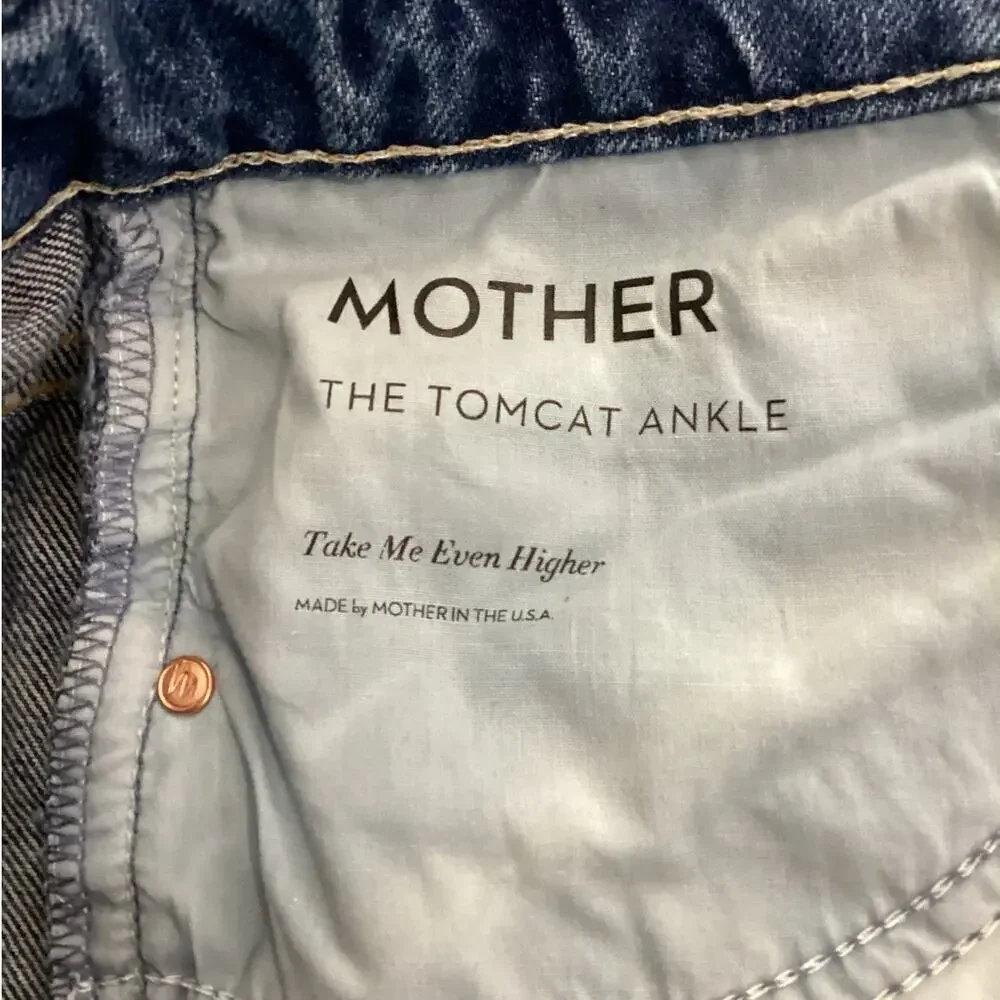 MOTHER
THE TOMCAT ANKLE
Take Me Even Higher
MADE by MOTHER IN THE U.S.A.